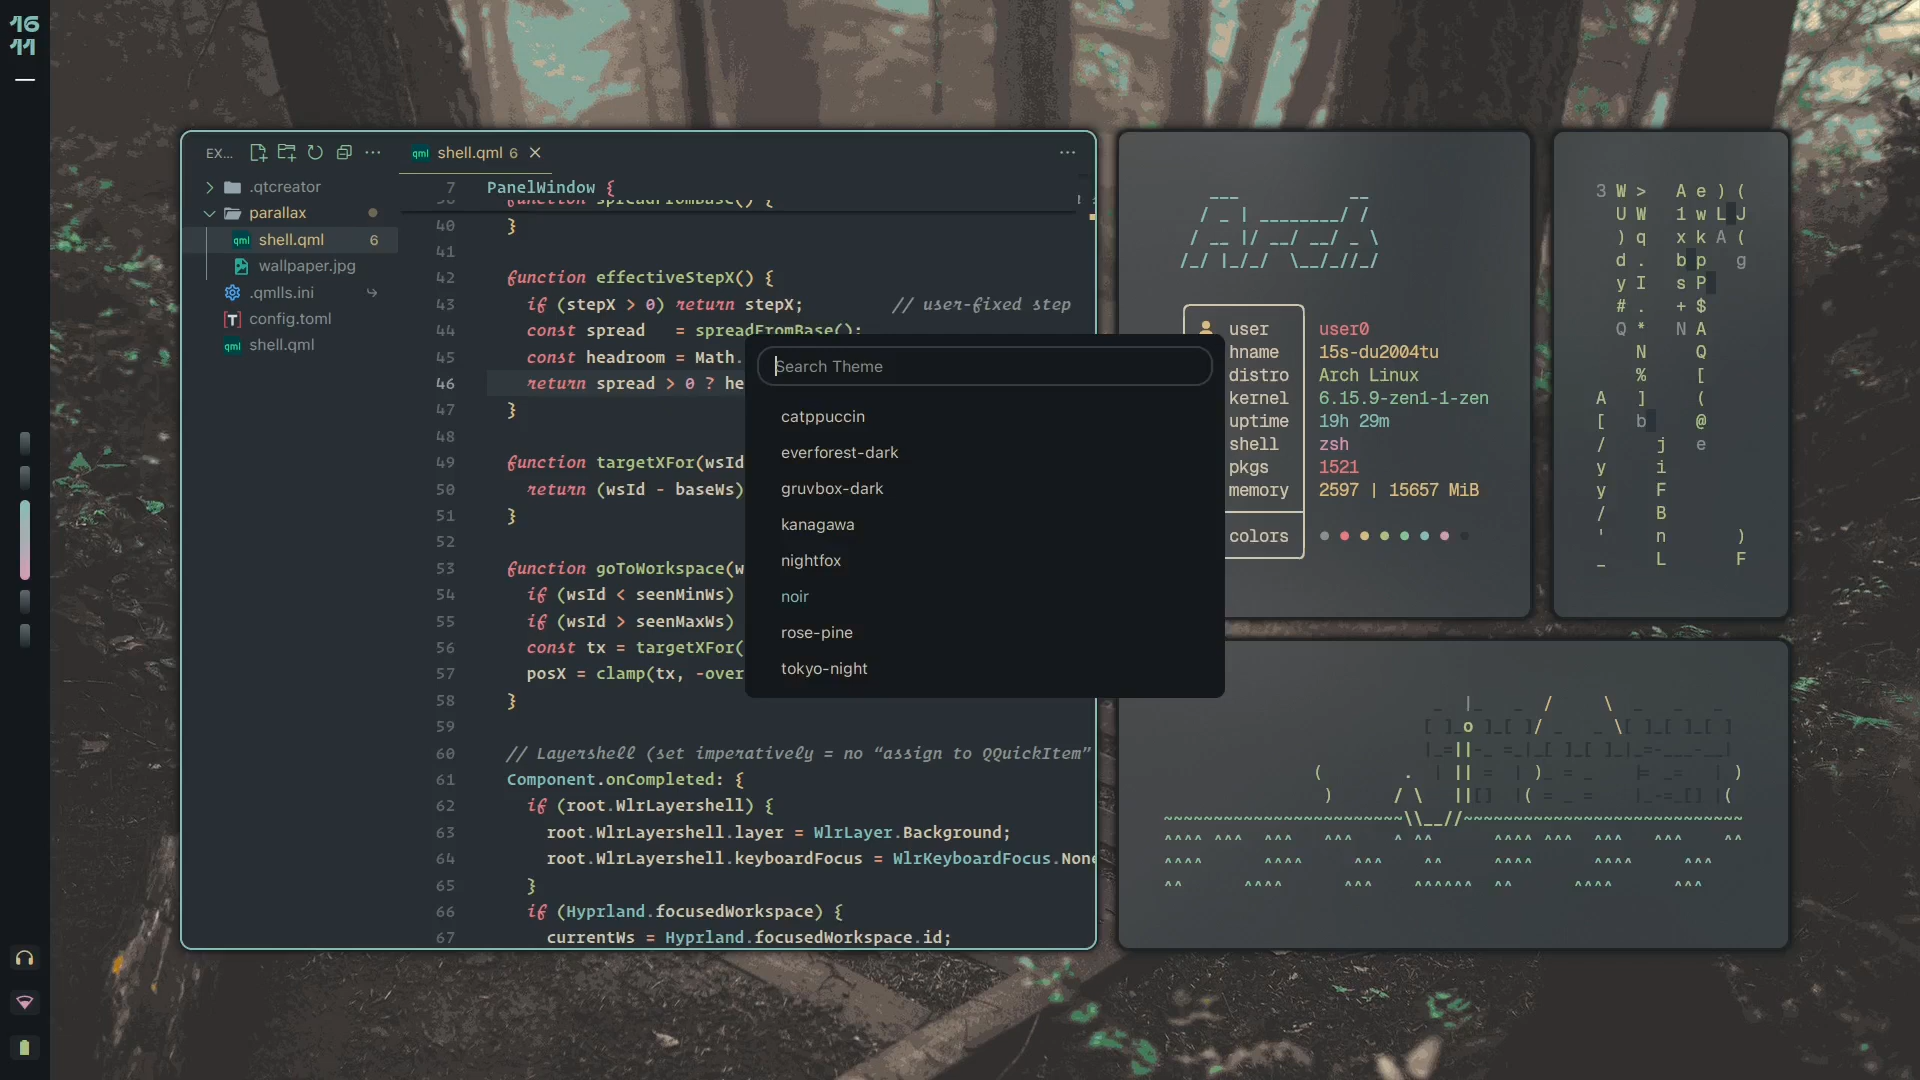 16
11
EX...
qml shell.qml 6
.qtcreator
parallax
qml shell.qml 6
wallpaper.jpg
.qmlls.ini
[T] config.toml
qml shell.qml
7 PanelWindow {
40 }
41
42 function effectiveStepX() {
43 if (stepX > 0) return stepX; // user-fixed step
44 const spread = spreadFromBase();
45 const headroom = Math.
46 return spread > 0 ? he
47 }
48
49 function targetXFor(wsId
50 return (wsId - baseWs)
51 }
52
53 function goToWorkspace(w
54 if (wsId < seenMinWs)
55 if (wsId > seenMaxWs)
56 const tx = targetXFor(
57 posX = clamp(tx, -over
58 }
59
60 // Layershell (set imperatively = no “assign to QQuickItem”
61 Component.onCompleted: {
62 if (root.WlrLayershell) {
63 root.WlrLayershell.layer = WlrLayer.Background;
64 root.WlrLayershell.keyboardFocus = WlrKeyboardFocus.None
65 }
66 if (Hyprland.focusedWorkspace) {
67 currentWs = Hyprland.focusedWorkspace.id;
Search Theme
catppuccin
everforest-dark
gruvbox-dark
kanagawa
nightfox
noir
rose-pine
tokyo-night
user user0
hname 15s-du2004tu
distro Arch Linux
kernel 6.15.9-zen1-1-zen
uptime 19h 29m
shell zsh
pkgs 1521
memory 2597 | 15657 MiB
colors
3 W > A e ) (
U W 1 w L J
) q x k A (
d . b p g
y I s P
# . + $
Q * N A
N Q
% [
A ] (
[ b @
/ j e
y i
y F
/ B
' n )
_ L F